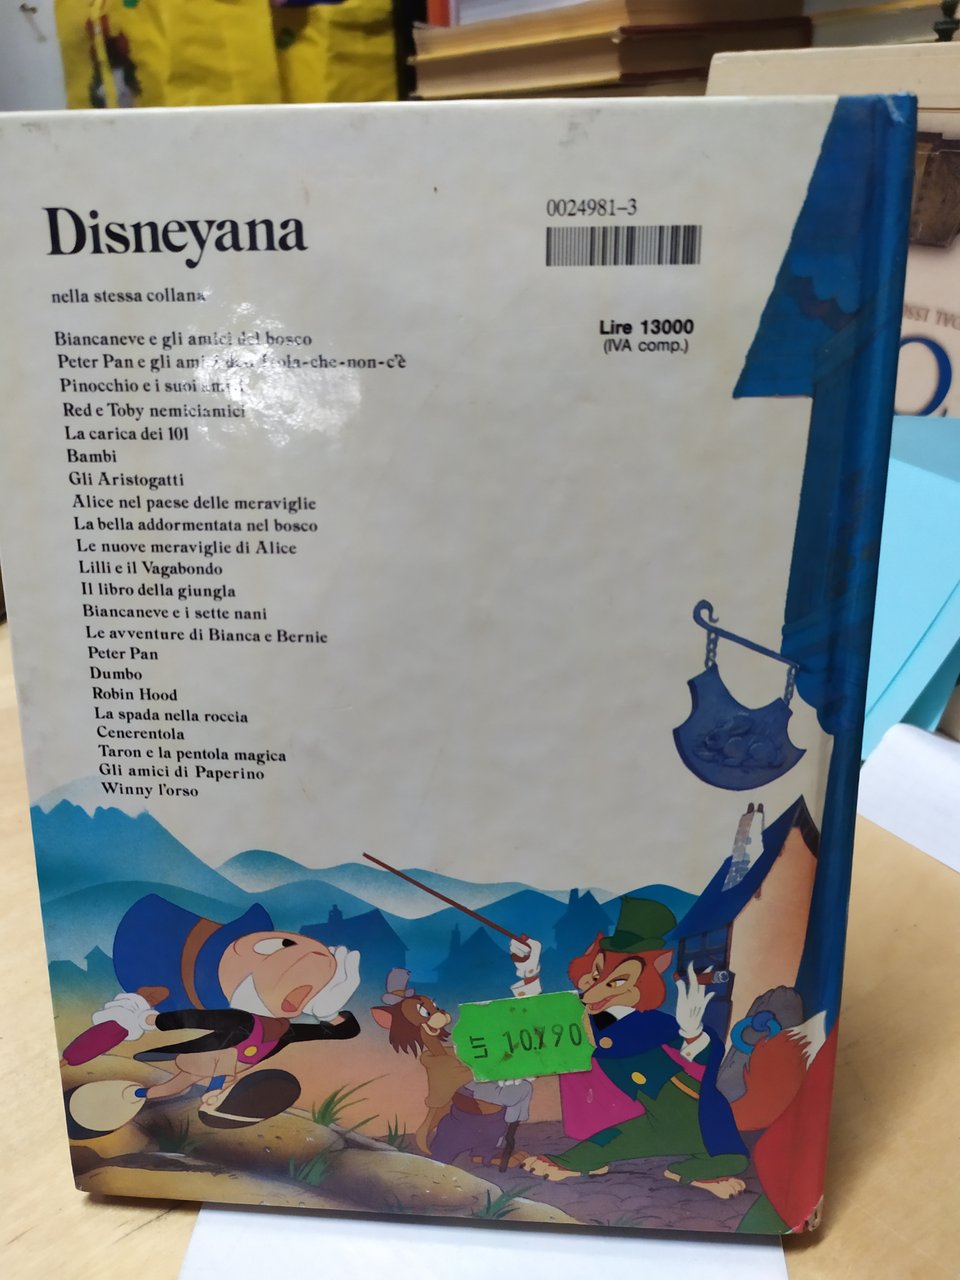 Disneyana
0024981-3
nella stessa collana
Lire 13000
(IVA comp.)
Biancaneve e gli amici del bosco
Peter Pan e gli amici dell'Isola-che-non-c'è
Pinocchio e i suoi amici
Red e Toby nemiciamici
La carica dei 101
Bambi
Gli Aristogatti
Alice nel paese delle meraviglie
La bella addormentata nel bosco
Le nuove meraviglie di Alice
Lilli e il Vagabondo
Il libro della giungla
Biancaneve e i sette nani
Le avventure di Bianca e Bernie
Peter Pan
Dumbo
Robin Hood
La spada nella roccia
Cenerentola
Taron e la pentola magica
Gli amici di Paperino
Winny l'orso
LIT